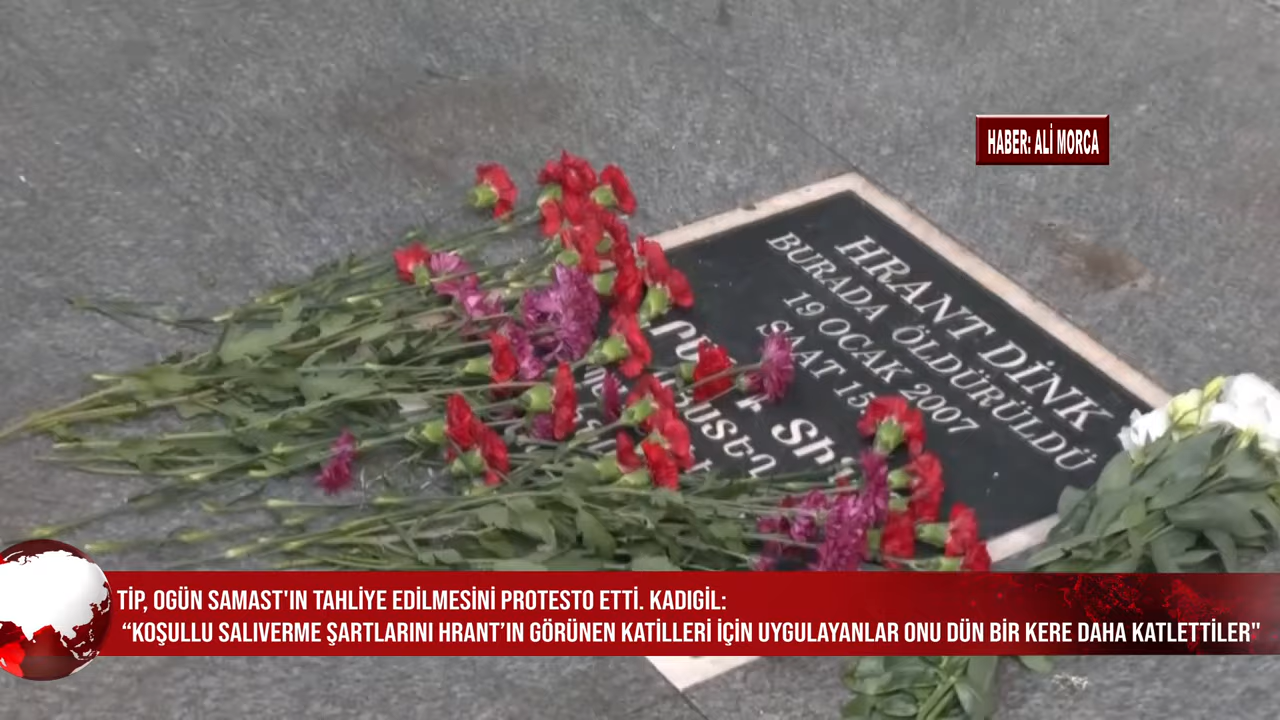 HABER: ALİ MORCA
HRANT DİNK
BURADA ÖLDÜRÜLDÜ
19 OCAK 2007
SAAT 15
TİP, OGÜN SAMAST'IN TAHLİYE EDİLMESİNİ PROTESTO ETTİ. KADIGİL:
“KOŞULLU SALIVERME ŞARTLARINI HRANT’IN GÖRÜNEN KATİLLERİ İÇİN UYGULAYANLAR ONU DÜN BİR KERE DAHA KATLETTİLER"